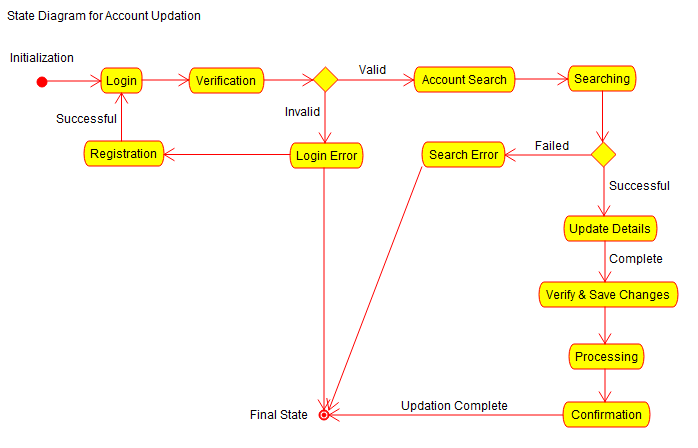 State Diagram for Account Updation
Initialization
Login
Verification
Valid
Account Search
Searching
Invalid
Successful
Registration
Login Error
Search Error
Failed
Successful
Update Details
Complete
Verify & Save Changes
Processing
Final State
Updation Complete
Confirmation